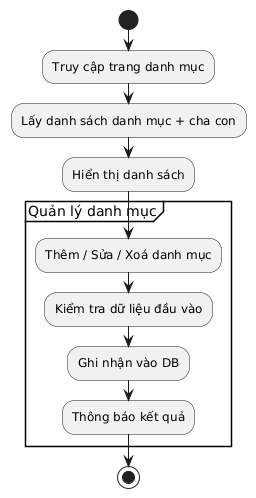 Truy cập trang danh mục
Lấy danh sách danh mục + cha con
Hiển thị danh sách
Quản lý danh mục
Thêm / Sửa / Xoá danh mục
Kiểm tra dữ liệu đầu vào
Ghi nhận vào DB
Thông báo kết quả